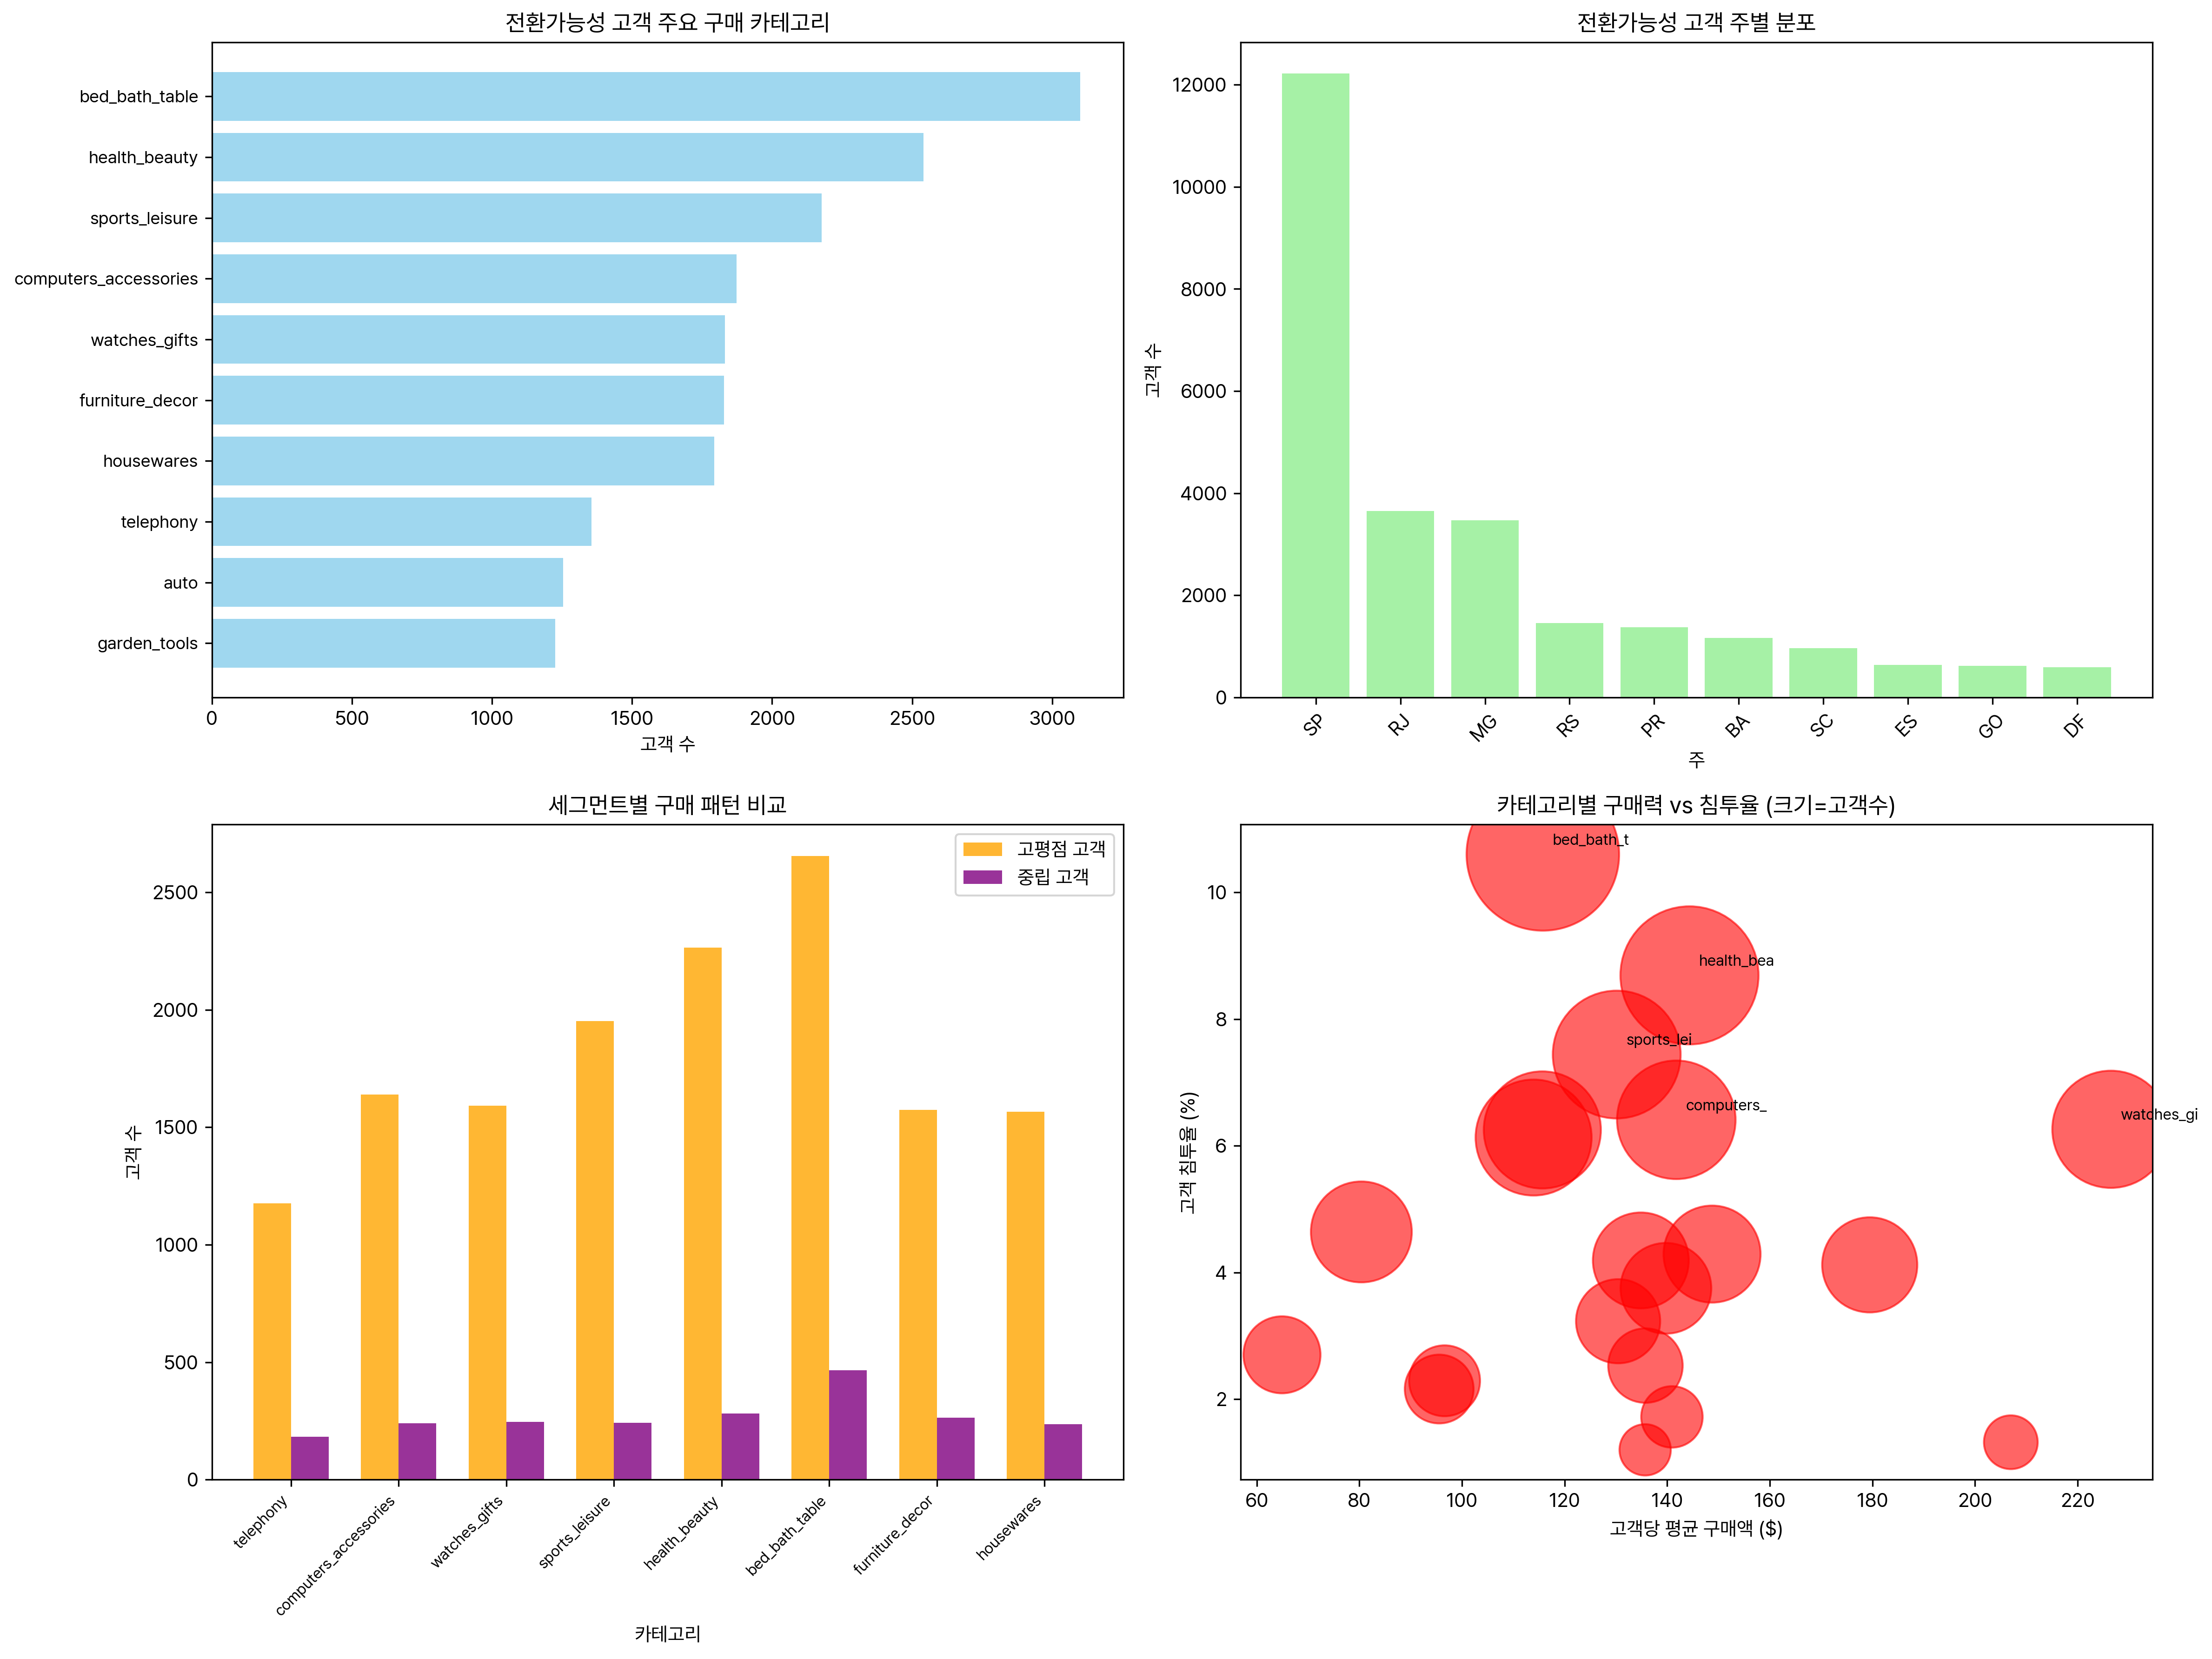 전환가능성 고객 주요 구매 카테고리
bed_bath_table
health_beauty
sports_leisure
computers_accessories
watches_gifts
furniture_decor
housewares
telephony
auto
garden_tools
0 500 1000 1500 2000 2500 3000
고객 수
전환가능성 고객 주별 분포
고객 수
12000
10000
8000
6000
4000
2000
0
SP RJ MG RS PR BA SC ES GO DF
주
세그먼트별 구매 패턴 비교
고평점 고객
중립 고객
고객 수
2500
2000
1500
1000
500
0
telephony
computers_accessories
watches_gifts
sports_leisure
health_beauty
bed_bath_table
furniture_decor
housewares
카테고리
카테고리별 구매력 vs 침투율 (크기=고객수)
고객 침투율 (%)
10
8
6
4
2
bed_bath_t
health_bea
sports_lei
computers_
watches_gi
60 80 100 120 140 160 180 200 220
고객당 평균 구매액 ($)